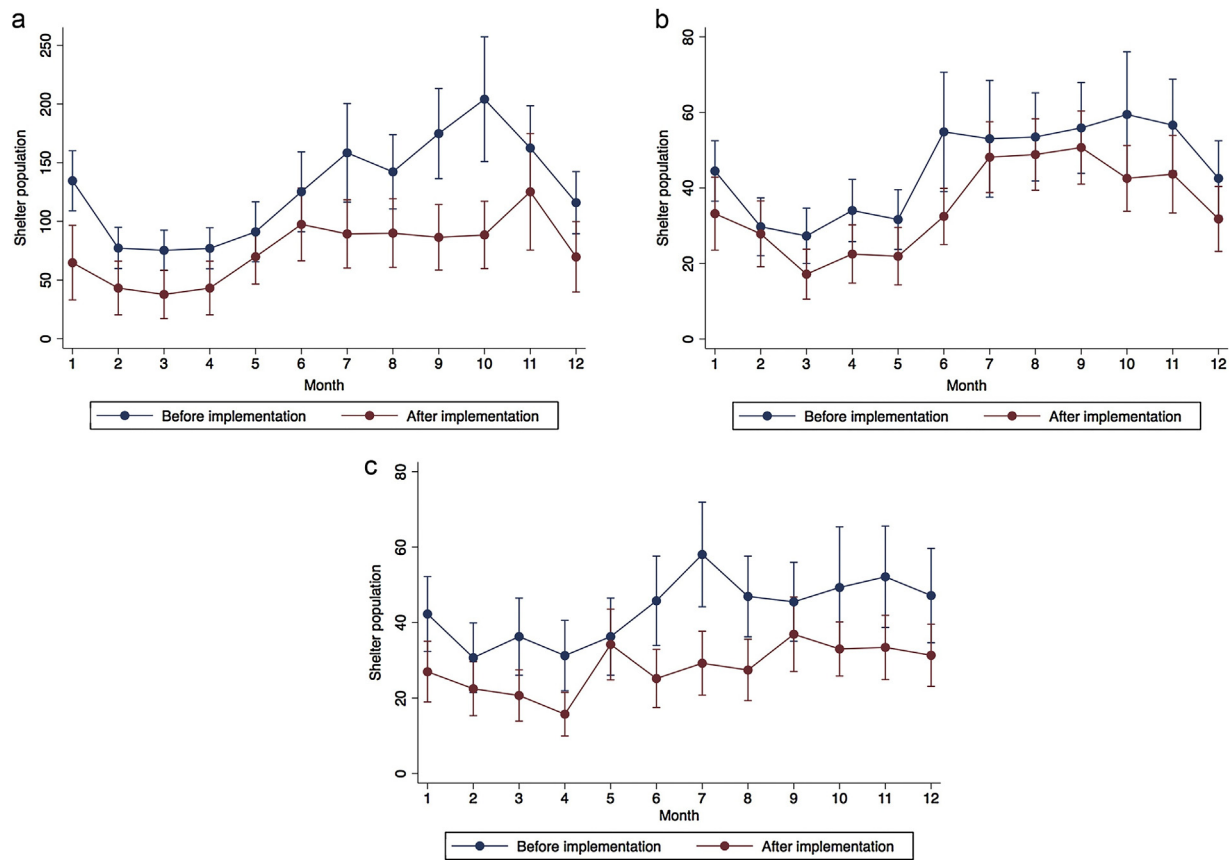 a
Shelter population
250
200
150
100
50
0
1 2 3 4 5 6 7 8 9 10 11 12
Month
Before implementation After implementation
b
Shelter population
80
60
40
20
0
1 2 3 4 5 6 7 8 9 10 11 12
Month
Before implementation After implementation
c
Shelter population
80
60
40
20
0
1 2 3 4 5 6 7 8 9 10 11 12
Month
Before implementation After implementation